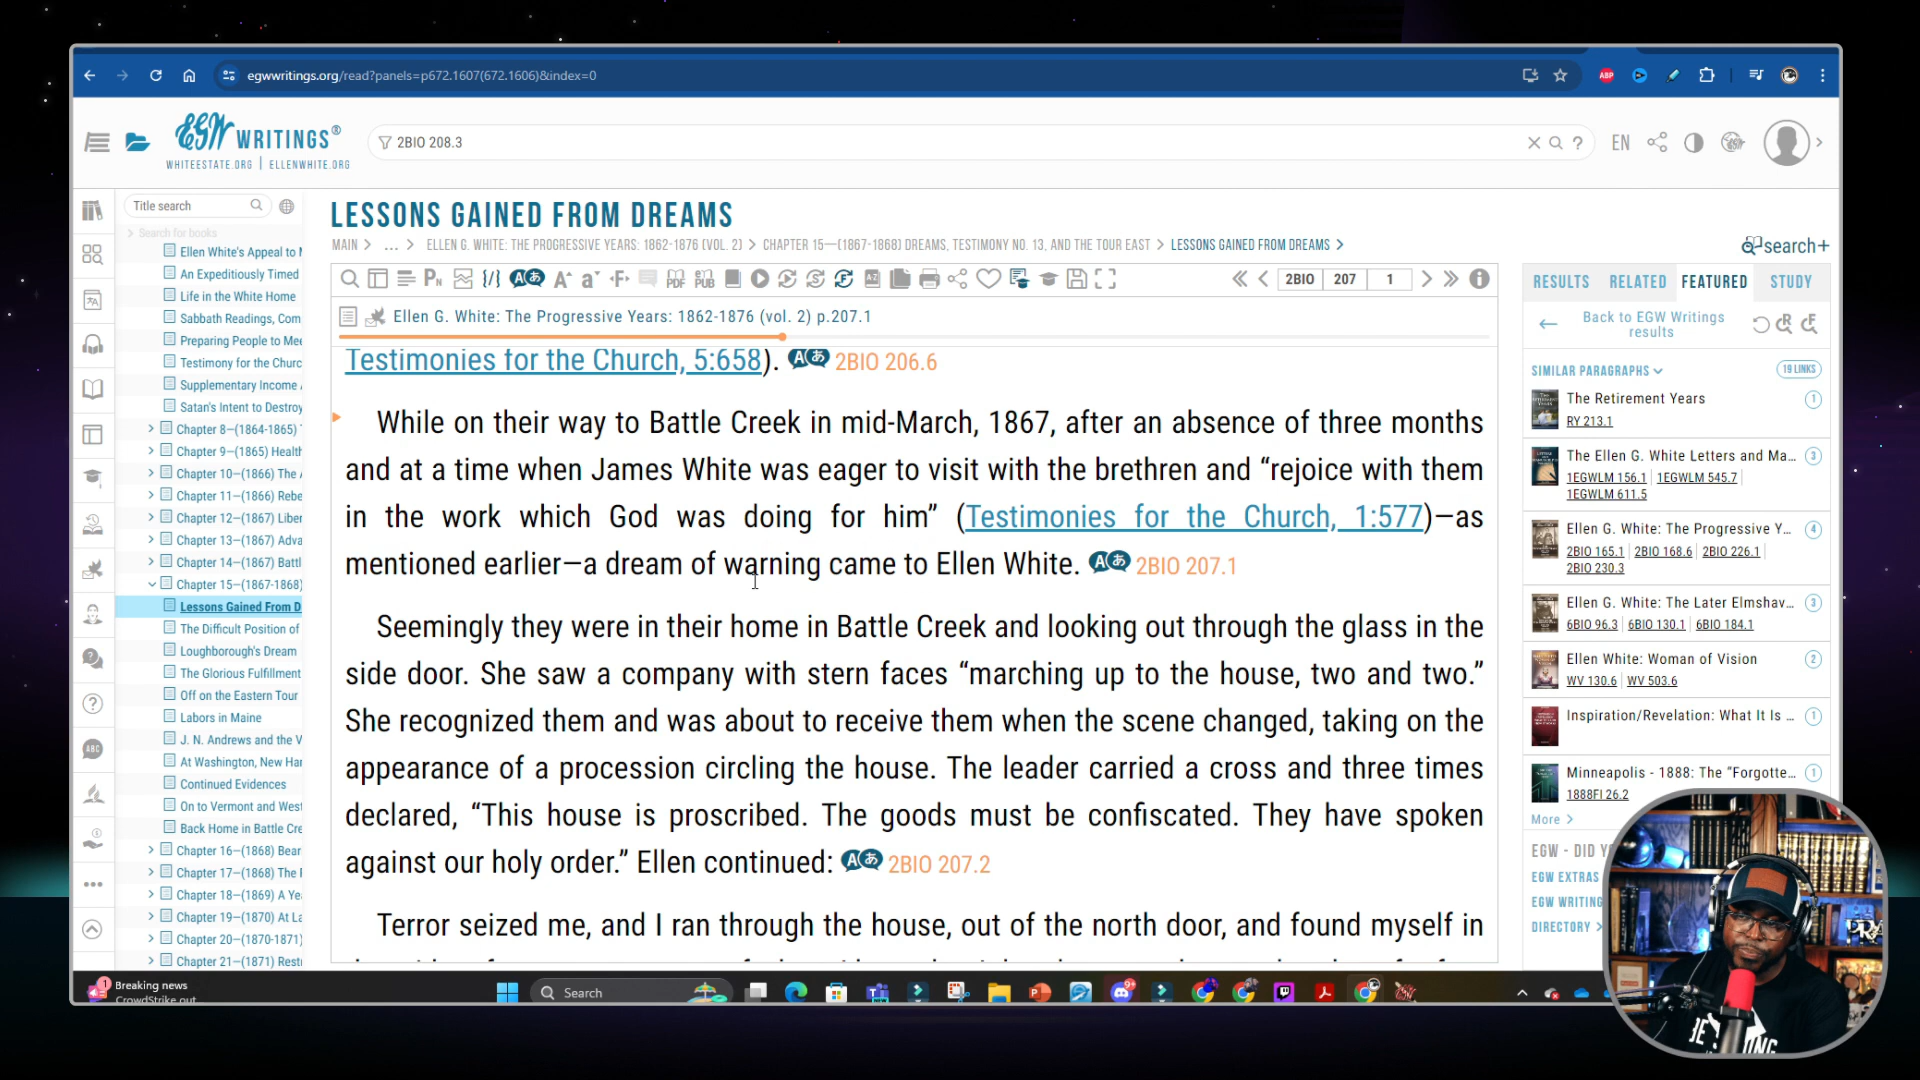 egwwritings.org/read?panels=p672.1607(672.1606)&index=0
ABP
EGW WRITINGS®
WHITEESTATE.ORG | ELLENWHITE.ORG
2BIO 208.3
?
EN
Title search
Search for books
Ellen White's Appeal to
An Expeditiously Timed
Life in the White Home
Sabbath Readings, Com
Preparing People to Mee
Testimony for the Churc
Supplementary Income
Satan's Intent to Destroy
Chapter 8—(1864-1865)
Chapter 9—(1865) Health
Chapter 10—(1866) The
Chapter 11—(1866) Rebe
Chapter 12—(1867) Liber
Chapter 13—(1867) Adva
Chapter 14—(1867) Battl
Chapter 15—(1867-1868)
Lessons Gained From D
The Difficult Position of
Loughborough's Dream
The Glorious Fulfillment
Off on the Eastern Tour
Labors in Maine
J. N. Andrews and the
At Washington, New Har
Continued Evidences
On to Vermont and West
Back Home in Battle Cre
Chapter 16—(1868) Bear
Chapter 17—(1868) The
Chapter 18—(1869) A Ye
Chapter 19—(1870) At La
Chapter 20—(1870-1871)
Chapter 21—(1871) Restr
LESSONS GAINED FROM DREAMS
MAIN > ... > ELLEN G. WHITE: THE PROGRESSIVE YEARS: 1862-1876 (VOL. 2) > CHAPTER 15—(1867-1868) DREAMS, TESTIMONY NO. 13, AND THE TOUR EAST > LESSONS GAINED FROM DREAMS >
2BIO 207 1
Ellen G. White: The Progressive Years: 1862-1876 (vol. 2) p.207.1
Testimonies for the Church, 5:658). 2BIO 206.6
While on their way to Battle Creek in mid-March, 1867, after an absence of three months
and at a time when James White was eager to visit with the brethren and “rejoice with them
in the work which God was doing for him” (Testimonies for the Church, 1:577)—as
mentioned earlier—a dream of warning came to Ellen White. 2BIO 207.1
Seemingly they were in their home in Battle Creek and looking out through the glass in the
side door. She saw a company with stern faces “marching up to the house, two and two.”
She recognized them and was about to receive them when the scene changed, taking on the
appearance of a procession circling the house. The leader carried a cross and three times
declared, “This house is proscribed. The goods must be confiscated. They have spoken
against our holy order.” Ellen continued: 2BIO 207.2
Terror seized me, and I ran through the house, out of the north door, and found myself in
search+
RESULTS RELATED FEATURED STUDY
Back to EGW Writings
results
SIMILAR PARAGRAPHS 19 LINKS
The Retirement Years 1
RY 213.1
The Ellen G. White Letters and Ma... 3
1EGWLM 156.1 | 1EGWLM 545.7
1EGWLM 611.5
Ellen G. White: The Progressive Y... 4
2BIO 165.1 | 2BIO 168.6 | 2BIO 226.1
2BIO 230.3
Ellen G. White: The Later Elmshav... 3
6BIO 96.3 | 6BIO 130.1 | 6BIO 184.1
Ellen White: Woman of Vision 2
WV 130.6 | WV 503.6
Inspiration/Revelation: What It Is ... 1
Minneapolis - 1888: The “Forgotte... 1
1888FI 26.2
More >
EGW - DID Y
EGW EXTRAS
EGW WRITING
DIRECTORY >
Breaking news
CrowdStrike out
Search
PRA